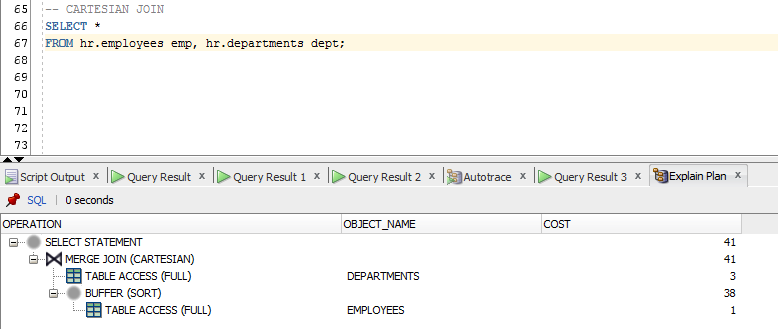 65 -- CARTESIAN JOIN
66 SELECT *
67 FROM hr.employees emp, hr.departments dept;
68
69
70
71
72
73
Script Output x Query Result x Query Result 1 x Query Result 2 x Autotrace x Query Result 3 x Explain Plan x
SQL | 0 seconds
OPERATION OBJECT_NAME COST
SELECT STATEMENT 41
MERGE JOIN (CARTESIAN) 41
TABLE ACCESS (FULL) DEPARTMENTS 3
BUFFER (SORT) 38
TABLE ACCESS (FULL) EMPLOYEES 1